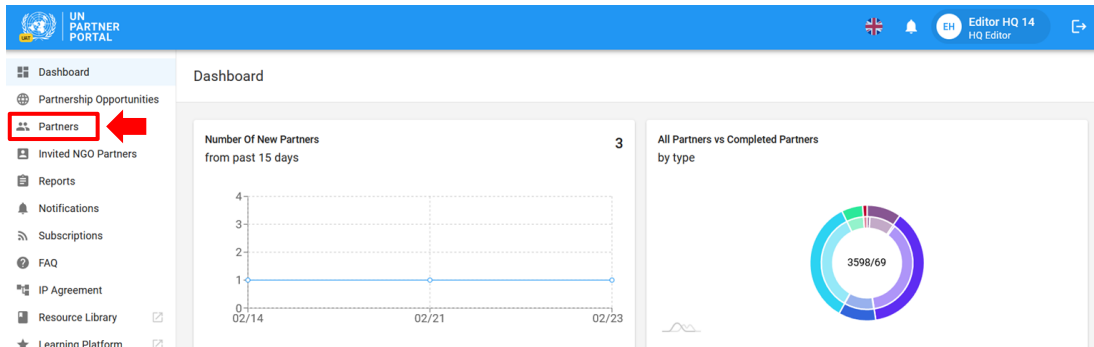 UN
PARTNER
PORTAL
UAT
EH
Editor HQ 14
HQ Editor
Dashboard
Partnership Opportunities
Partners
Invited NGO Partners
Reports
Notifications
Subscriptions
FAQ
IP Agreement
Resource Library
Learning Platform
Dashboard
Number Of New Partners
from past 15 days
3
4
3
2
1
0
02/14
02/21
02/23
All Partners vs Completed Partners
by type
3598/69